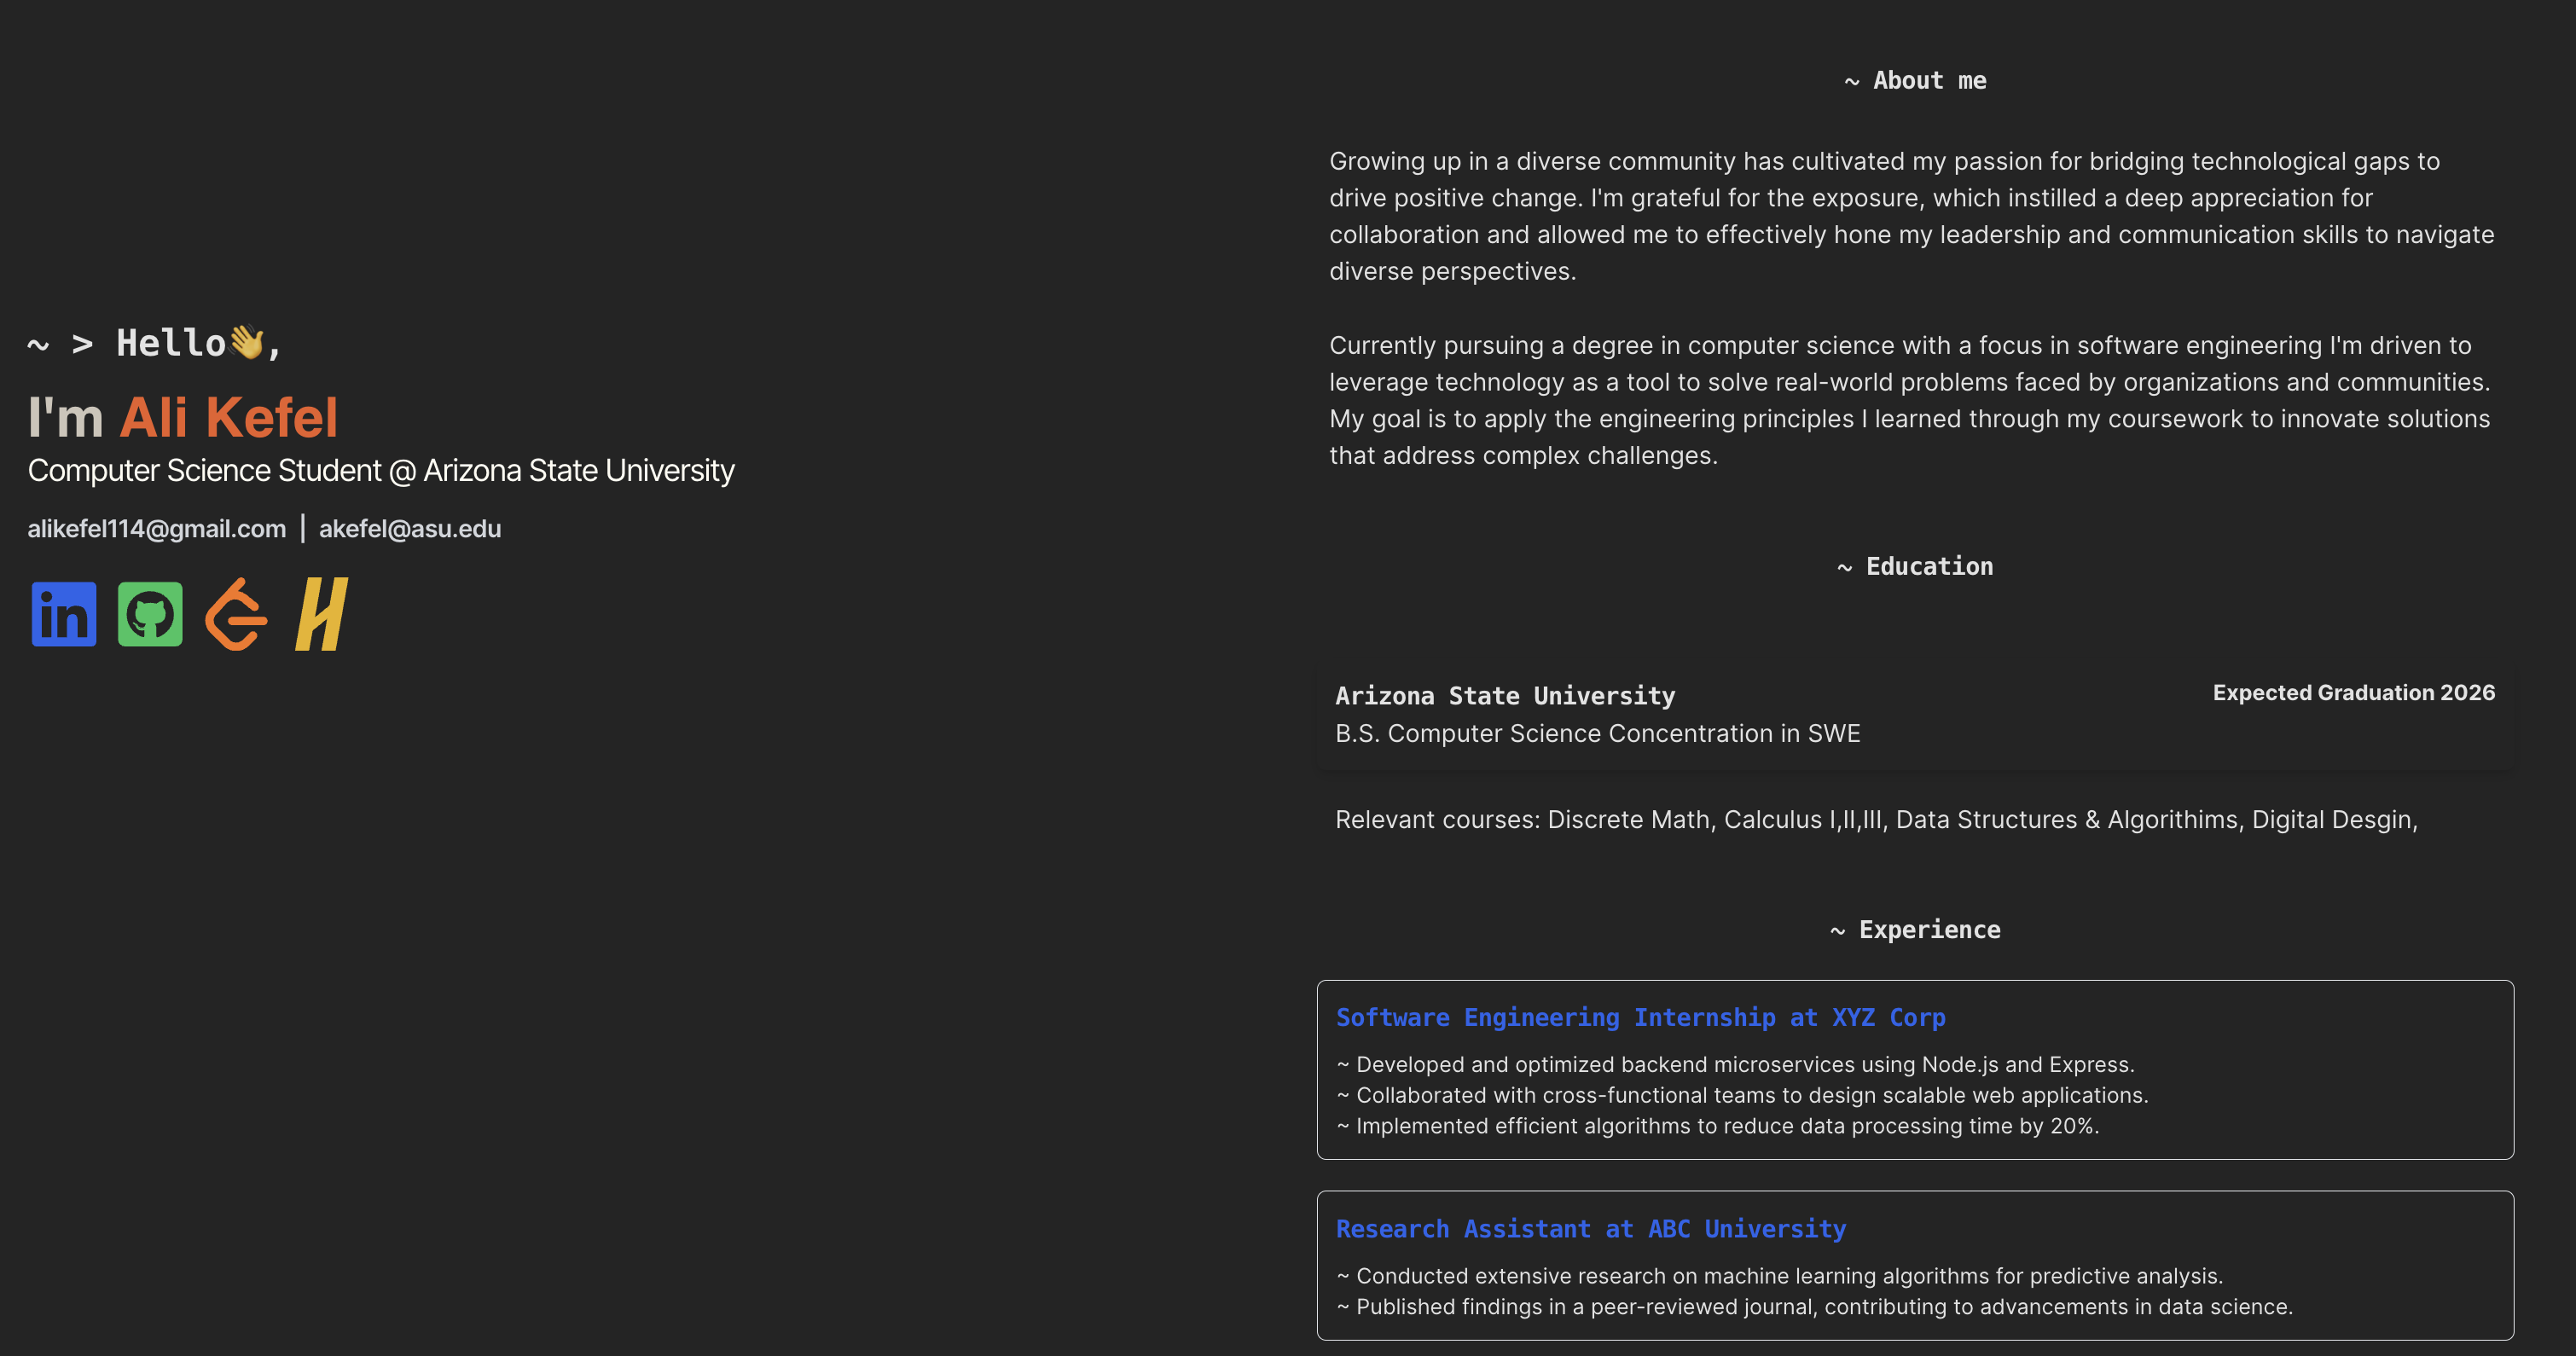 ~ > Hello👋,
I'm Ali Kefel
Computer Science Student @ Arizona State University
alikefel114@gmail.com | akefel@asu.edu
in
~ About me
Growing up in a diverse community has cultivated my passion for bridging technological gaps to
drive positive change. I'm grateful for the exposure, which instilled a deep appreciation for
collaboration and allowed me to effectively hone my leadership and communication skills to navigate
diverse perspectives.
Currently pursuing a degree in computer science with a focus in software engineering I'm driven to
leverage technology as a tool to solve real-world problems faced by organizations and communities.
My goal is to apply the engineering principles I learned through my coursework to innovate solutions
that address complex challenges.
~ Education
Arizona State University
Expected Graduation 2026
B.S. Computer Science Concentration in SWE
Relevant courses: Discrete Math, Calculus I,II,III, Data Structures & Algorithims, Digital Desgin,
~ Experience
Software Engineering Internship at XYZ Corp
~ Developed and optimized backend microservices using Node.js and Express.
~ Collaborated with cross-functional teams to design scalable web applications.
~ Implemented efficient algorithms to reduce data processing time by 20%.
Research Assistant at ABC University
~ Conducted extensive research on machine learning algorithms for predictive analysis.
~ Published findings in a peer-reviewed journal, contributing to advancements in data science.